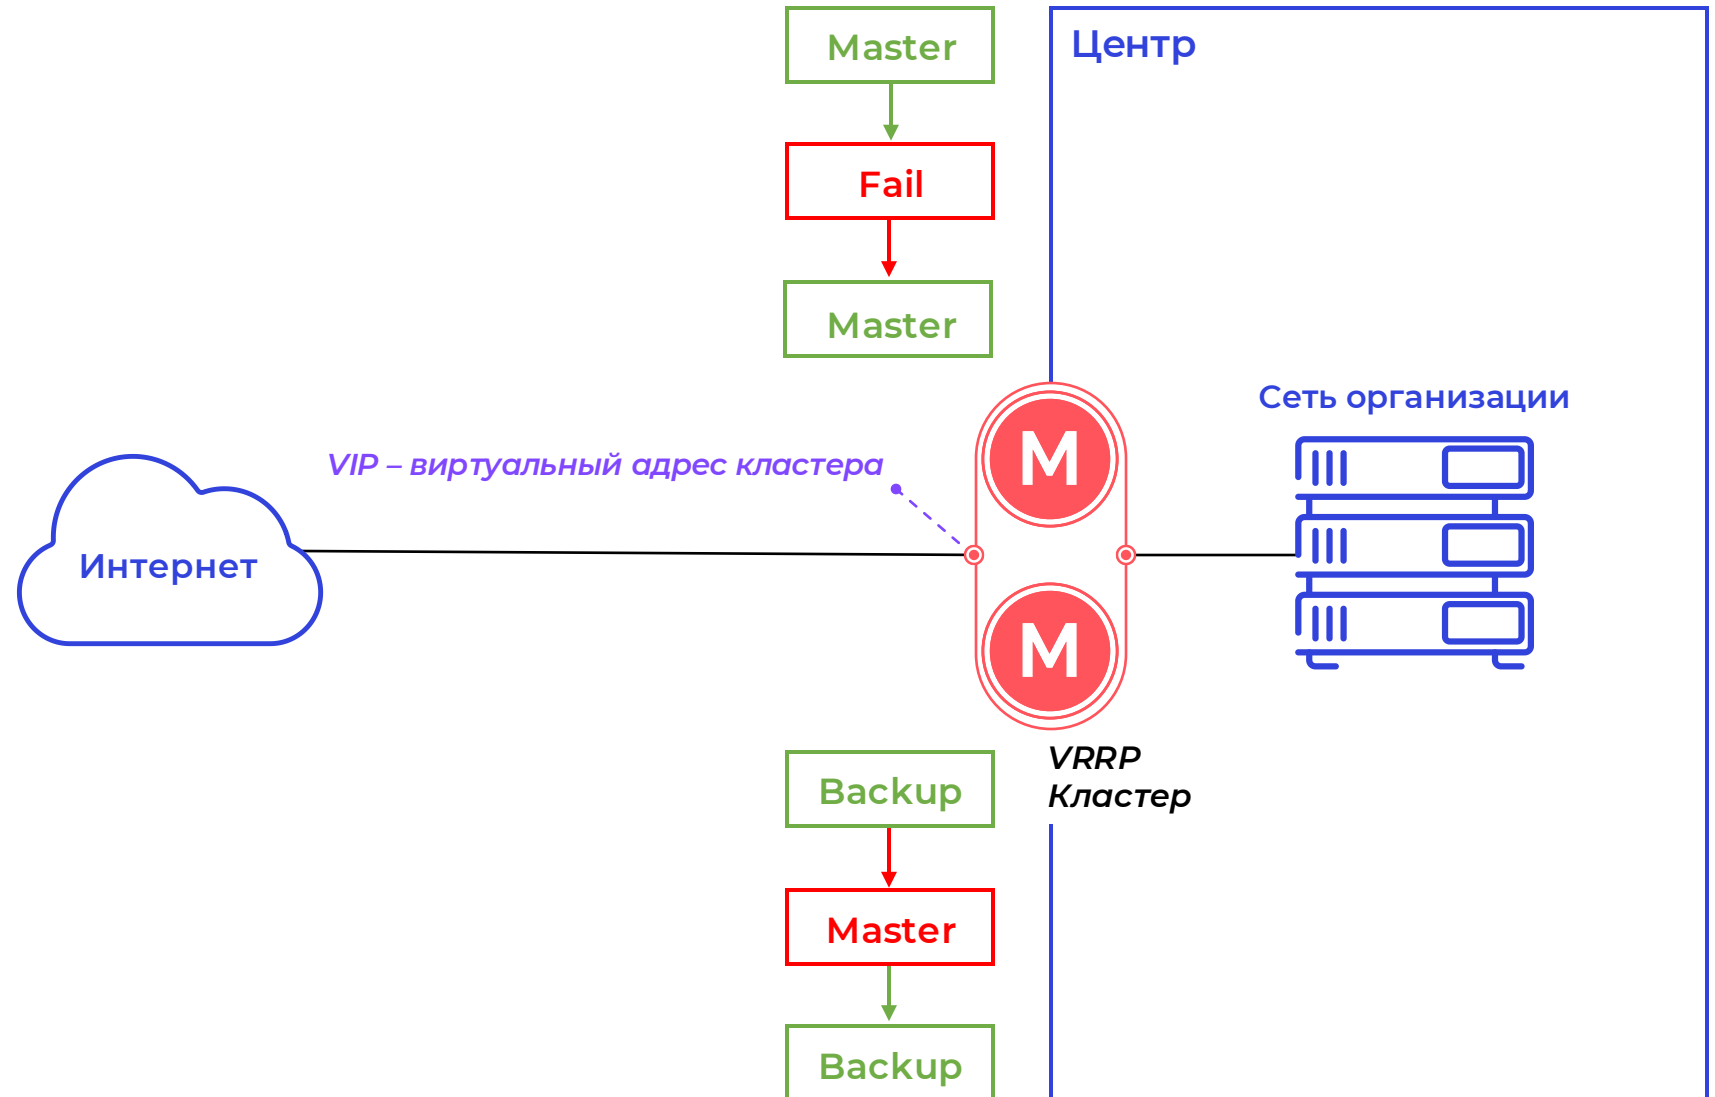 Master
Центр
Fail
Master
Сеть организации
M
VIP – виртуальный адрес кластера
Интернет
M
VRRP
Кластер
Backup
Master
Backup